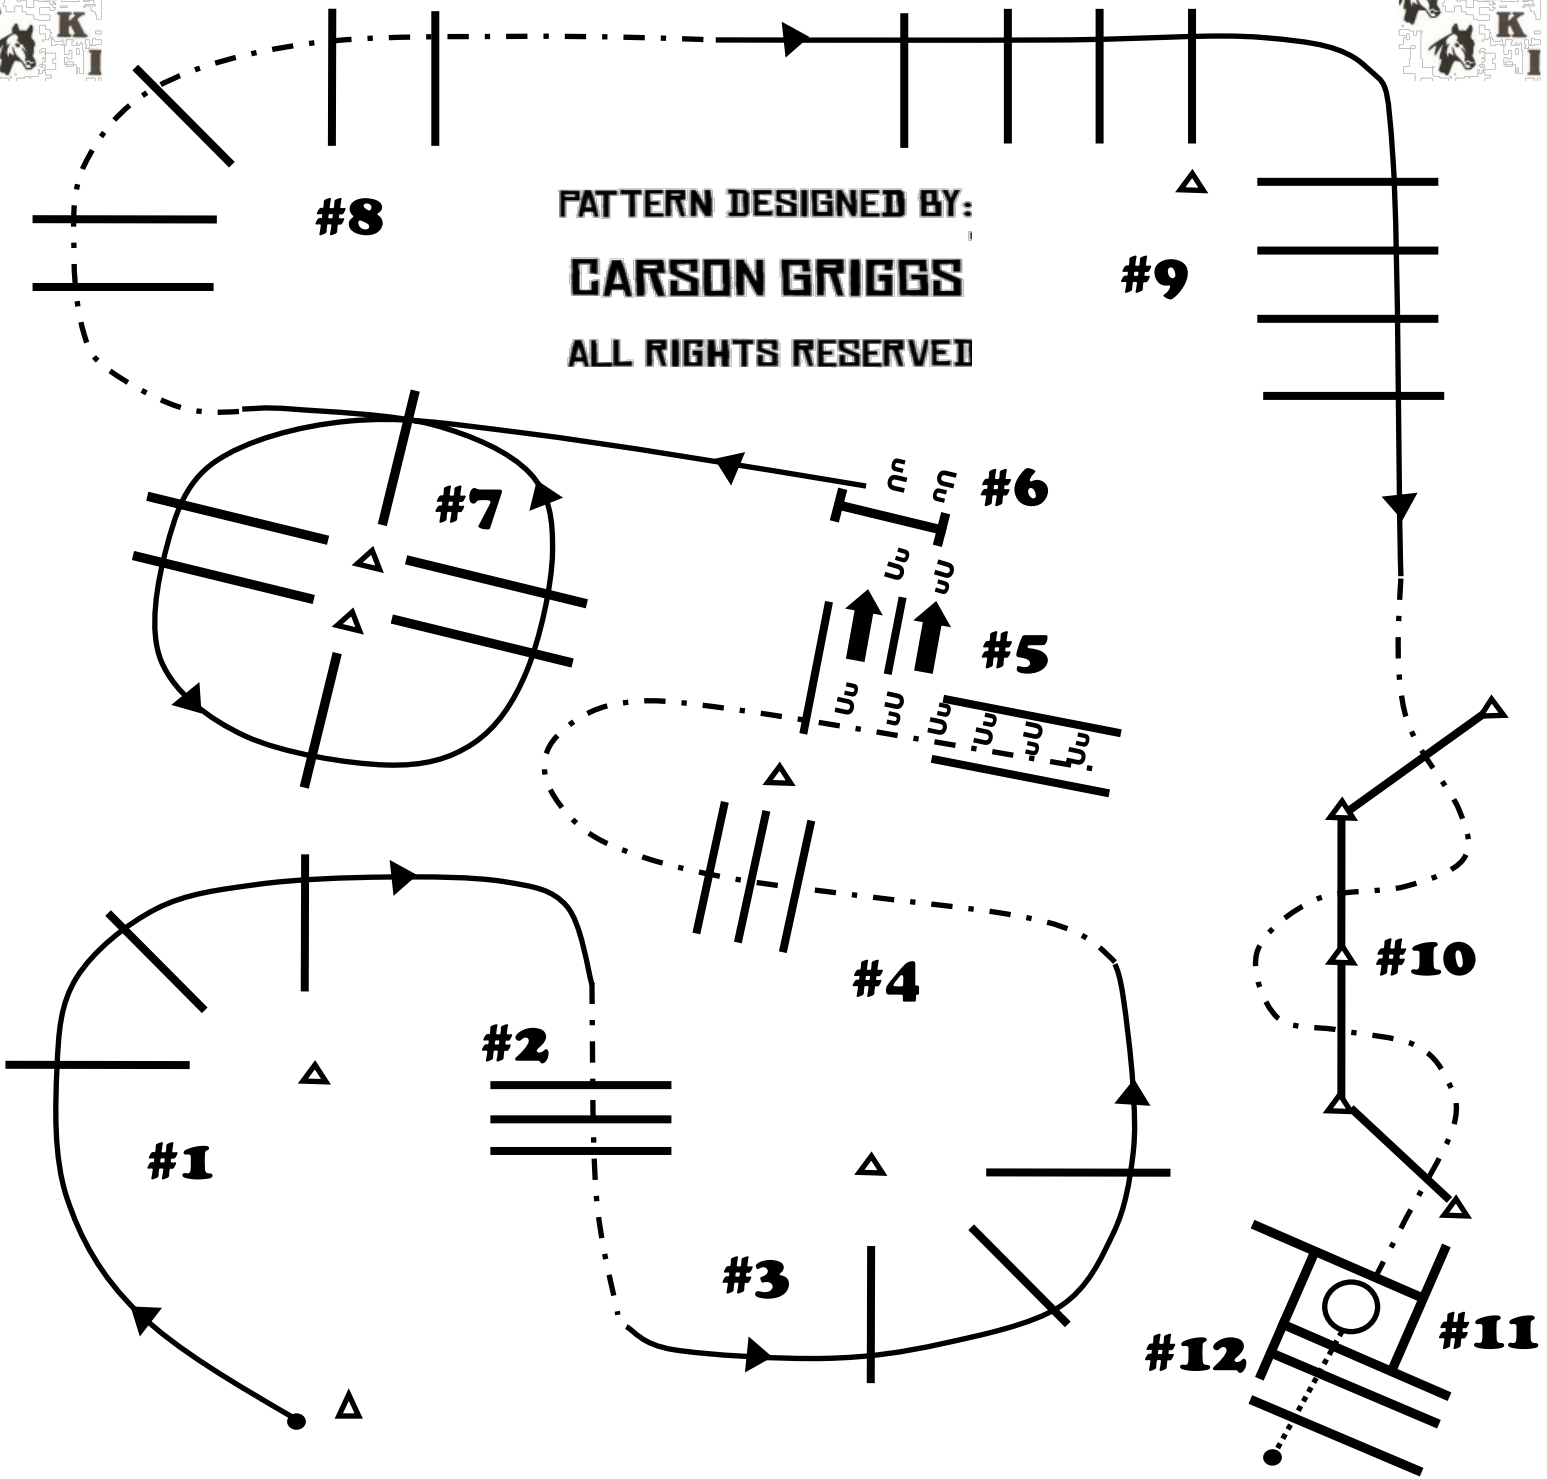 K
I
K
I
#8
PATTERN DESIGNED BY:
CARSON GRIGGS
ALL RIGHTS RESERVED
#9
#7
#6
#5
#4
#10
#2
#1
#3
#12
#11